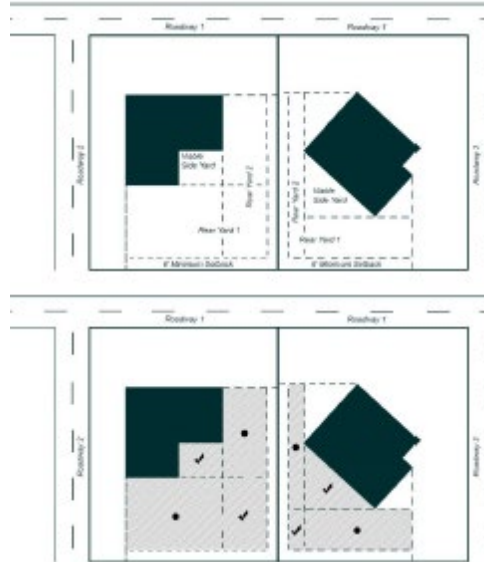 Roadway 1
Roadway 1
Roadway 2
Viable
Side Yard
Rear Yard 2
Rear Yard 1
6' Minimum Setback
Rear Yard 2
Viable
Side Yard
Rear Yard 1
6' Minimum Setback
Roadway 3
Roadway 1
Roadway 1
Roadway 2
Roadway 3